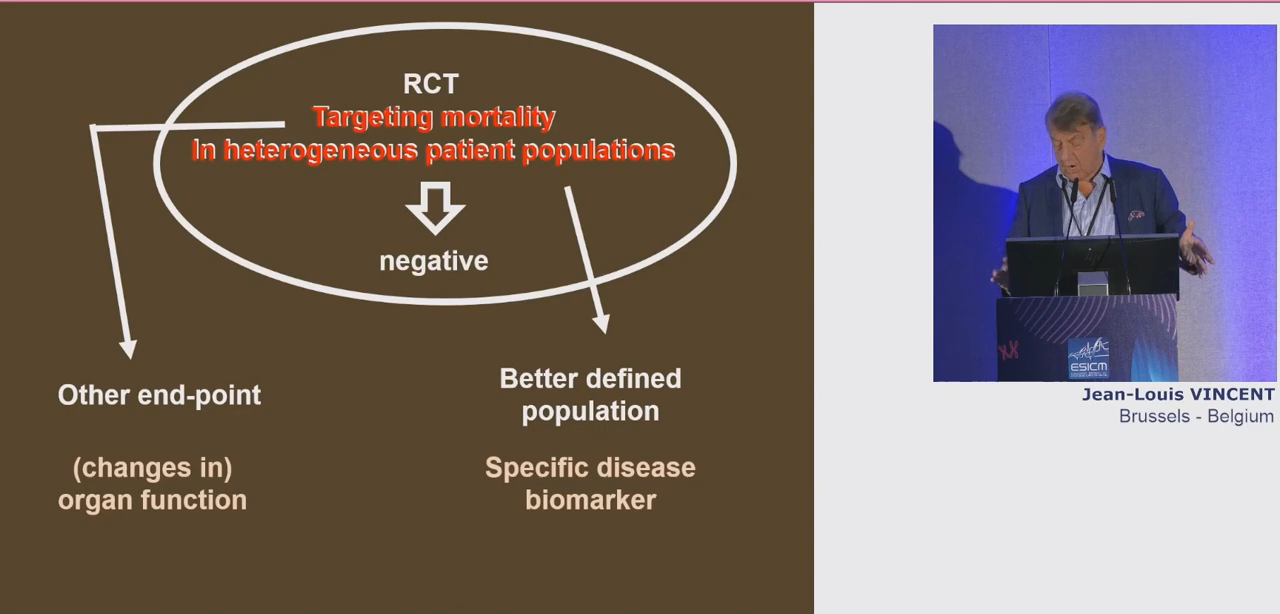 RCT
Targeting mortality
In heterogeneous patient populations
negative
Other end-point
(changes in)
organ function
Better defined
population
Specific disease
biomarker
ESICM
Jean-Louis VINCENT
Brussels - Belgium